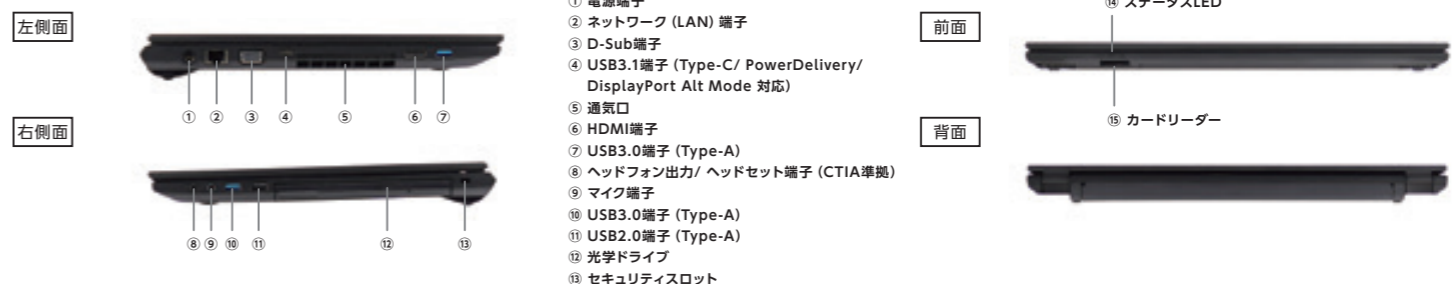 左側面
① ② ③ ④ ⑤ ⑥ ⑦
右側面
⑧ ⑨ ⑩ ⑪ ⑫ ⑬
① 電源端子
② ネットワーク (LAN) 端子
③ D-Sub端子
④ USB3.1端子 (Type-C/ PowerDelivery/
DisplayPort Alt Mode 対応)
⑤ 通気口
⑥ HDMI端子
⑦ USB3.0端子 (Type-A)
⑧ ヘッドフォン出力/ ヘッドセット端子 (CTIA準拠)
⑨ マイク端子
⑩ USB3.0端子 (Type-A)
⑪ USB2.0端子 (Type-A)
⑫ 光学ドライブ
⑬ セキュリティスロット
⑭ ステータスLED
前面
⑮ カードリーダー
背面